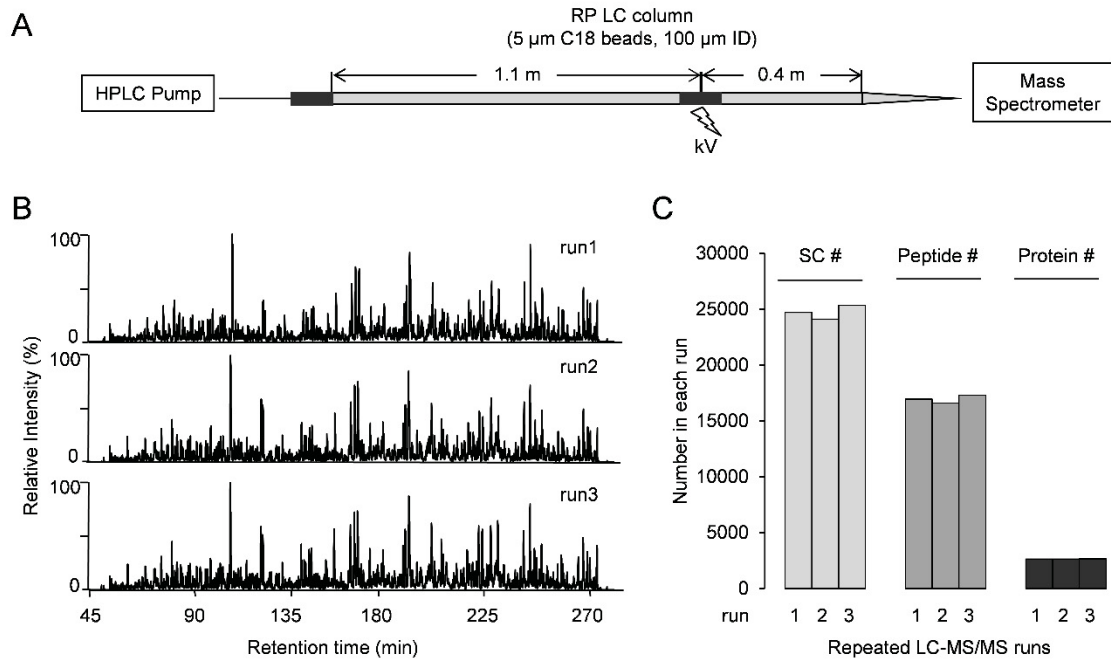 A
RP LC column
(5 µm C18 beads, 100 µm ID)
HPLC Pump
1.1 m
0.4 m
Mass
Spectrometer
kV
B
100
run1
0
100
run2
0
100
run3
0
Relative Intensity (%)
45 90 135 180 225 270
Retention time (min)
C
30000
25000
20000
15000
10000
5000
0
Number in each run
SC # Peptide # Protein #
run 1 2 3 1 2 3 1 2 3
Repeated LC-MS/MS runs